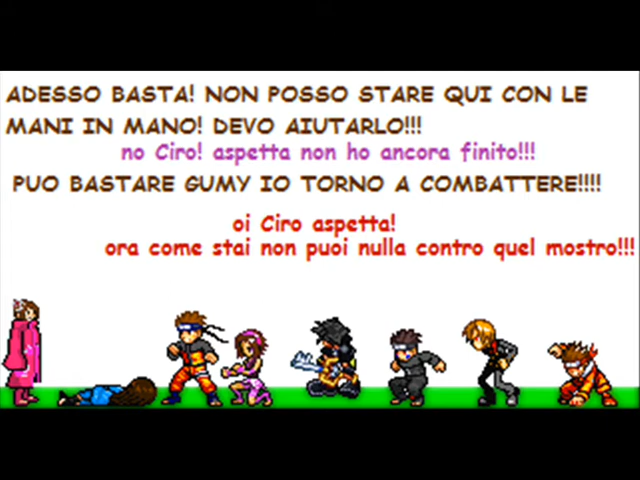 ADESSO BASTA! NON POSSO STARE QUI CON LE
MANI IN MANO! DEVO AIUTARLO!!!
no Ciro! aspetta non ho ancora finito!!!
PUO BASTARE GUMY IO TORNO A COMBATTERE!!!!
oi Ciro aspetta!
ora come stai non puoi nulla contro quel mostro!!!